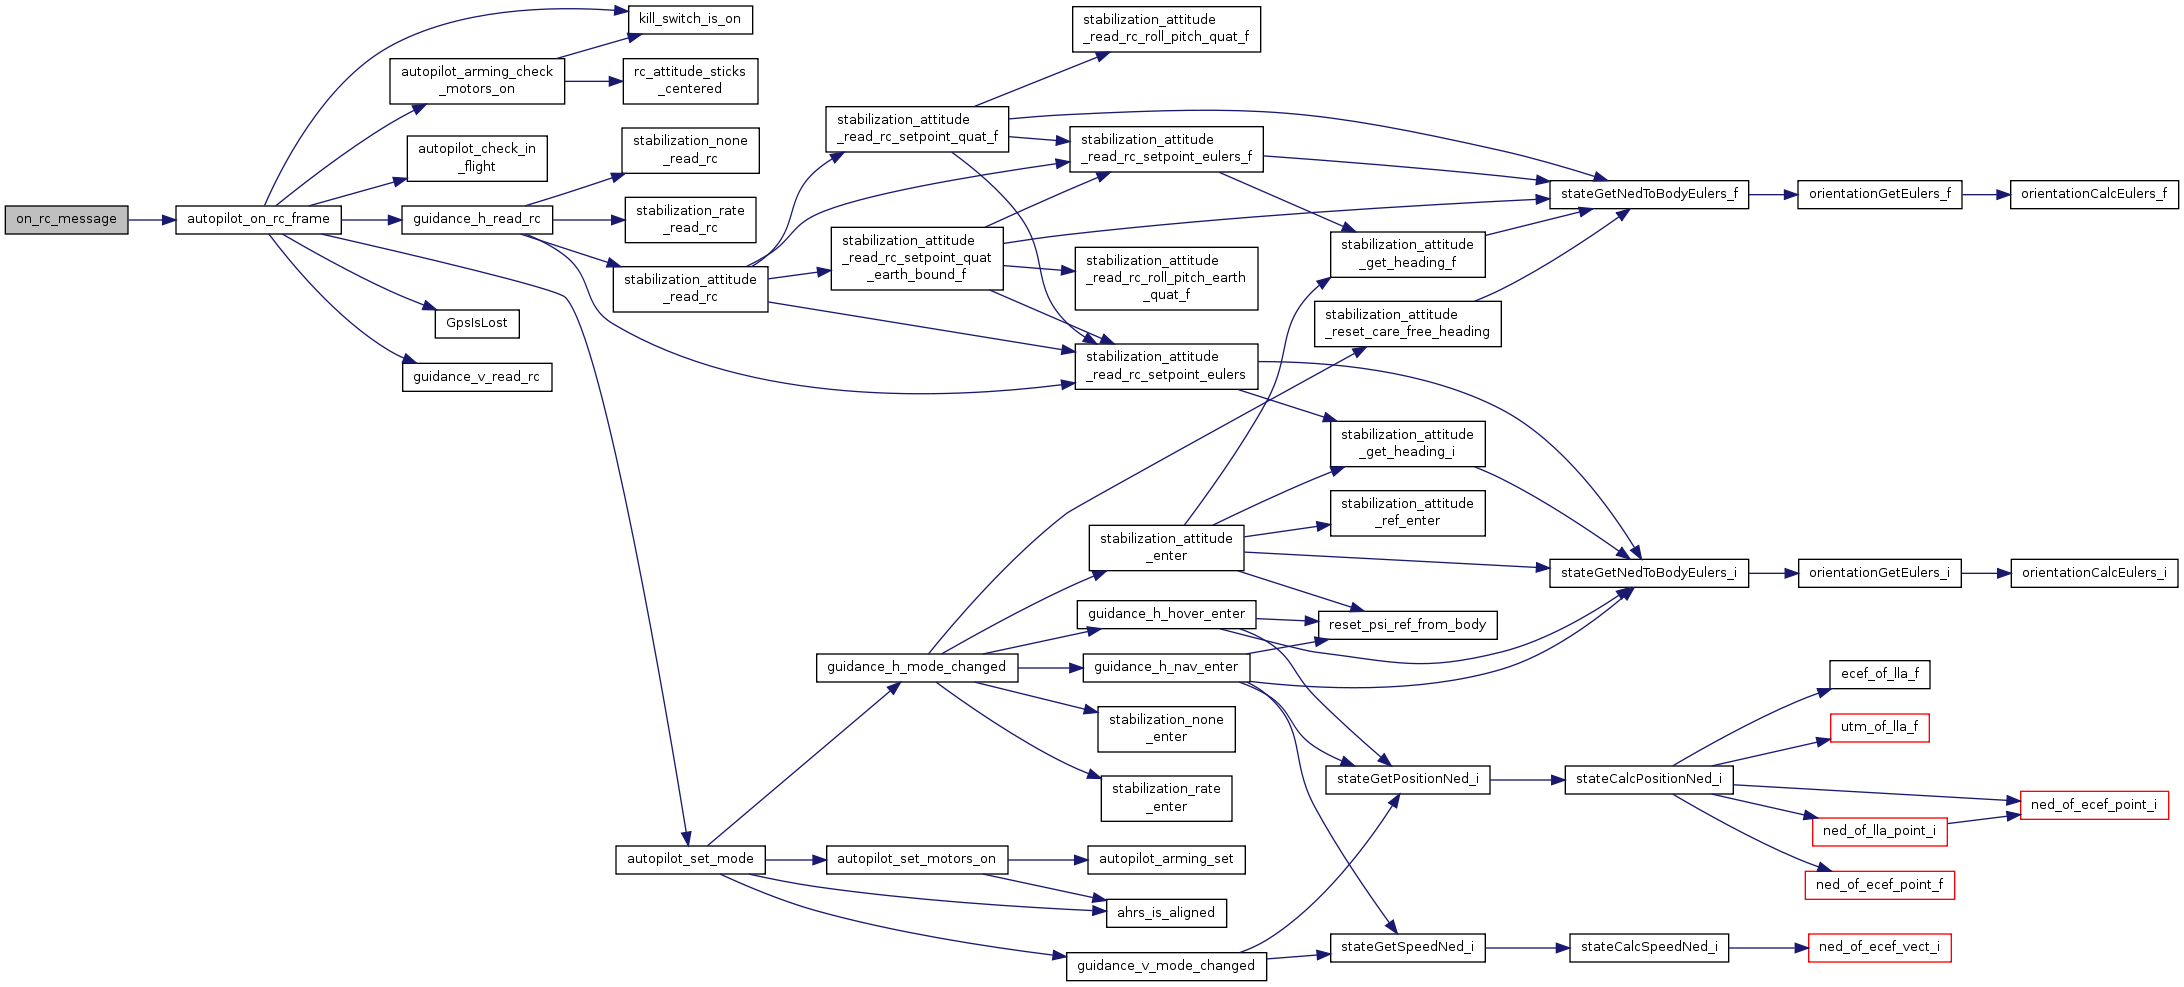 on_rc_message
autopilot_on_rc_frame
kill_switch_is_on
autopilot_arming_check
_motors_on
rc_attitude_sticks
_centered
autopilot_check_in
_flight
guidance_h_read_rc
stabilization_none
_read_rc
stabilization_rate
_read_rc
stabilization_attitude
_read_rc
GpsIsLost
guidance_v_read_rc
stabilization_attitude
_read_rc_setpoint_quat_f
stabilization_attitude
_read_rc_setpoint_quat
_earth_bound_f
stabilization_attitude
_read_rc_roll_pitch_quat_f
stabilization_attitude
_read_rc_setpoint_eulers_f
stabilization_attitude
_read_rc_roll_pitch_earth
_quat_f
stabilization_attitude
_read_rc_setpoint_eulers
stabilization_attitude
_get_heading_f
stabilization_attitude
_reset_care_free_heading
stabilization_attitude
_get_heading_i
stabilization_attitude
_ref_enter
stateGetNedToBodyEulers_f
orientationGetEulers_f
orientationCalcEulers_f
stabilization_attitude
_enter
stateGetNedToBodyEulers_i
orientationGetEulers_i
orientationCalcEulers_i
guidance_h_hover_enter
reset_psi_ref_from_body
guidance_h_mode_changed
guidance_h_nav_enter
stabilization_none
_enter
stabilization_rate
_enter
stateGetPositionNed_i
stateCalcPositionNed_i
ecef_of_lla_f
utm_of_lla_f
ned_of_ecef_point_i
ned_of_lla_point_i
ned_of_ecef_point_f
autopilot_set_mode
autopilot_set_motors_on
autopilot_arming_set
ahrs_is_aligned
guidance_v_mode_changed
stateGetSpeedNed_i
stateCalcSpeedNed_i
ned_of_ecef_vect_i